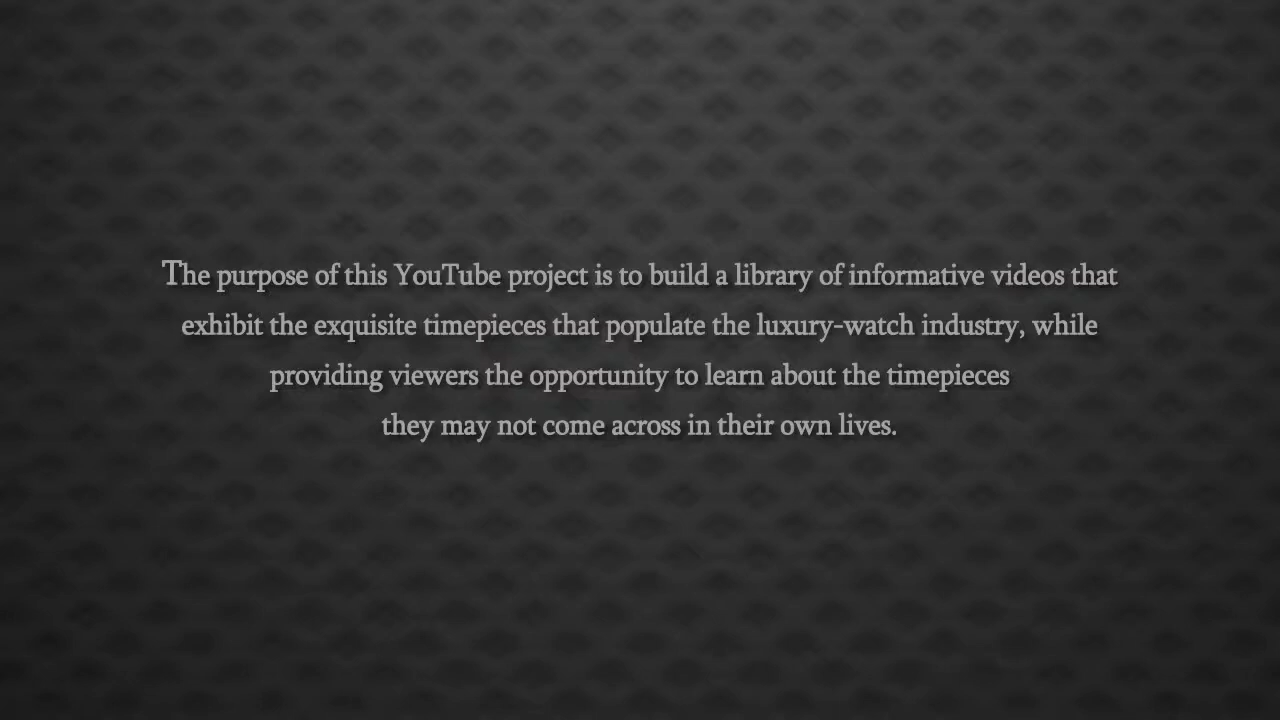 The purpose of this YouTube project is to build a library of informative videos that
exhibit the exquisite timepieces that populate the luxury-watch industry, while
providing viewers the opportunity to learn about the timepieces
they may not come across in their own lives.